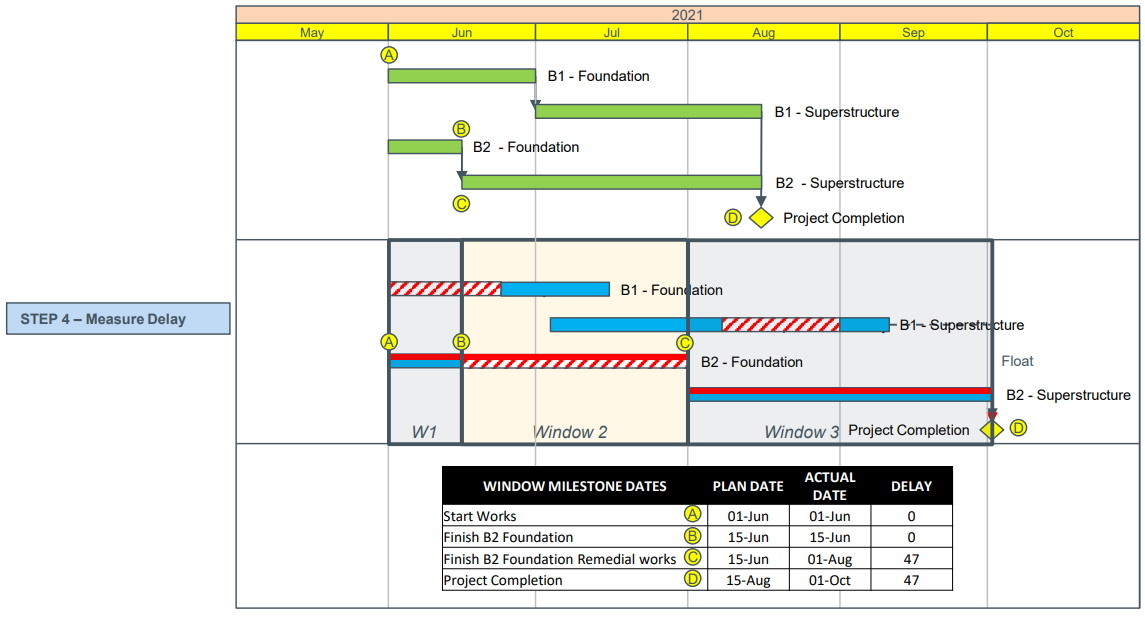 2021
May Jun Jul Aug Sep Oct
A
B1 - Foundation
B1 - Superstructure
B
B2 - Foundation
B2 - Superstructure
C
D Project Completion
B1 - Foundation
STEP 4 – Measure Delay
B1 - Superstructure
A B C
B2 - Foundation
Float
B2 - Superstructure
W1 Window 2 Window 3 Project Completion D
WINDOW MILESTONE DATES PLAN DATE ACTUAL DATE DELAY
Start Works A 01-Jun 01-Jun 0
Finish B2 Foundation B 15-Jun 15-Jun 0
Finish B2 Foundation Remedial works C 15-Jun 01-Aug 47
Project Completion D 15-Aug 01-Oct 47